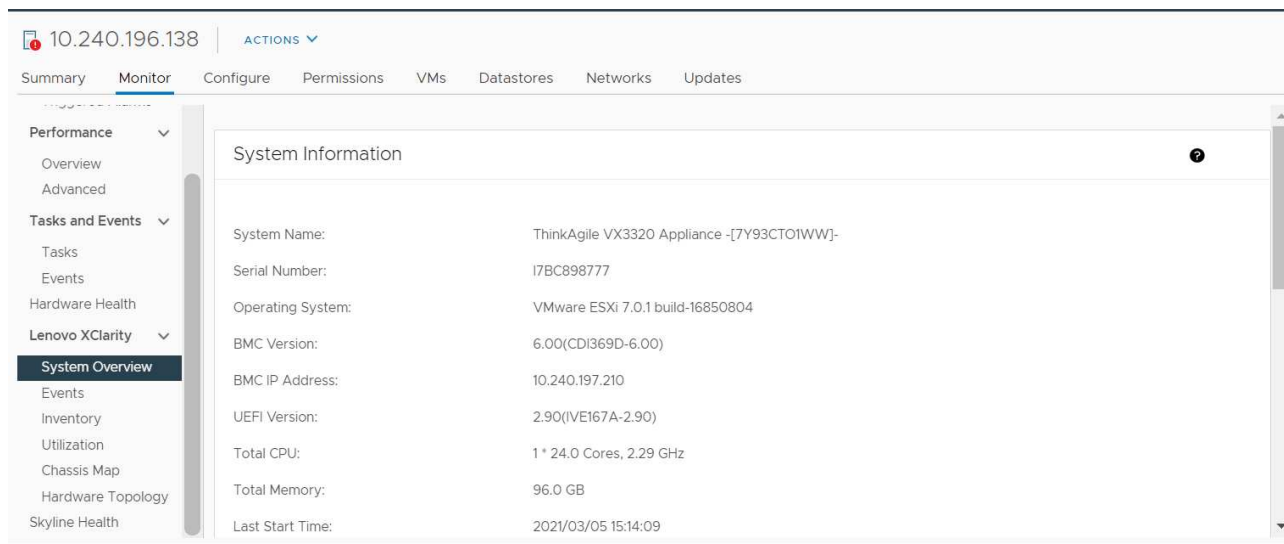 10.240.196.138 ACTIONS
Summary Monitor Configure Permissions VMs Datastores Networks Updates
Performance
Overview
Advanced
Tasks and Events
Tasks
Events
Hardware Health
Lenovo XClarity
System Overview
Events
Inventory
Utilization
Chassis Map
Hardware Topology
Skyline Health
System Information
System Name: ThinkAgile VX3320 Appliance -[7Y93CTO1WW]-
Serial Number: I7BC898777
Operating System: VMware ESXi 7.0.1 build-16850804
BMC Version: 6.00(CDI369D-6.00)
BMC IP Address: 10.240.197.210
UEFI Version: 2.90(IVE167A-2.90)
Total CPU: 1 * 24.0 Cores, 2.29 GHz
Total Memory: 96.0 GB
Last Start Time: 2021/03/05 15:14:09